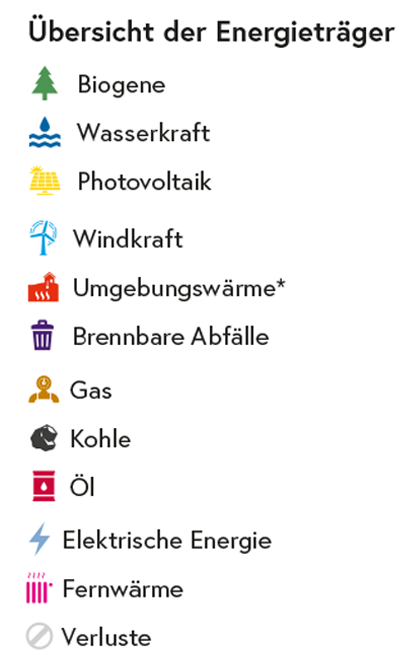 Übersicht der Energieträger
Biogene
Wasserkraft
Photovoltaik
Windkraft
Umgebungswärme*
Brennbare Abfälle
Gas
Kohle
Öl
Elektrische Energie
Fernwärme
Verluste